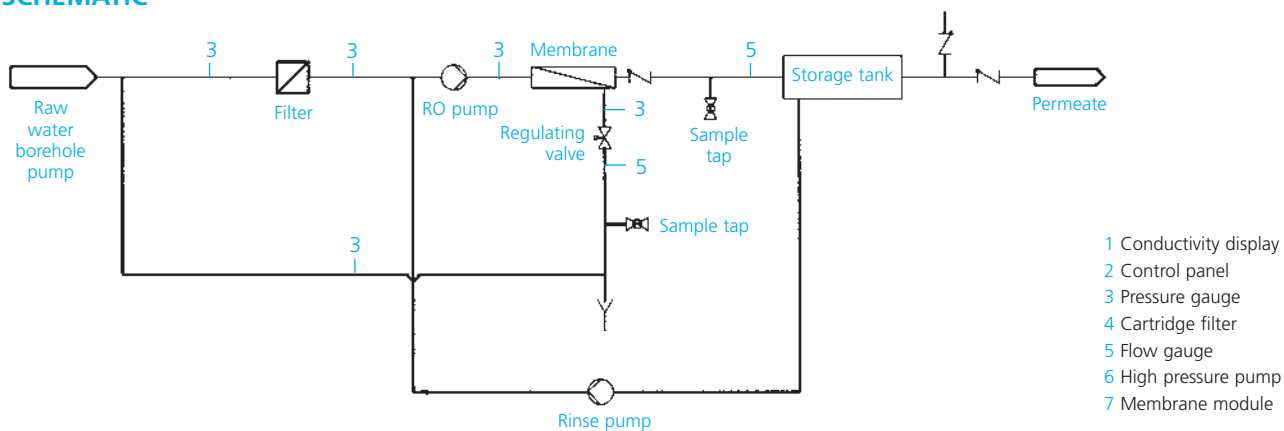 SCHEMATIC
3
3
3
Membrane
5
Storage tank
Raw
water
borehole
pump
Filter
RO pump
3
Regulating
valve
5
Sample
tap
Permeate
Sample tap
3
Rinse pump
1 Conductivity display
2 Control panel
3 Pressure gauge
4 Cartridge filter
5 Flow gauge
6 High pressure pump
7 Membrane module